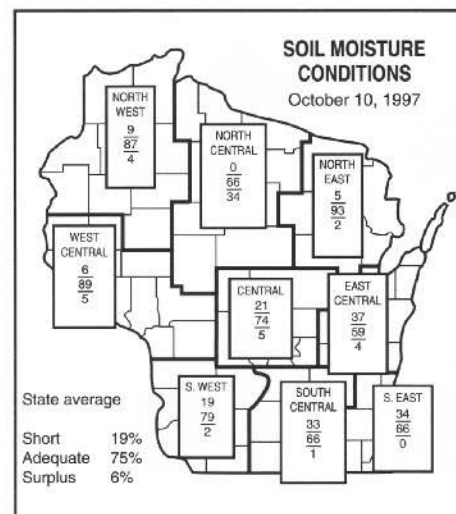 SOIL MOISTURE
CONDITIONS
October 10, 1997
NORTH
WEST
9
87
4
NORTH
CENTRAL
0
66
34
NORTH
EAST
5
93
2
WEST
CENTRAL
6
89
5
CENTRAL
21
74
5
EAST
CENTRAL
37
59
4
S. WEST
19
79
2
SOUTH
CENTRAL
33
66
1
S. EAST
34
66
0
State average
Short 19%
Adequate 75%
Surplus 6%